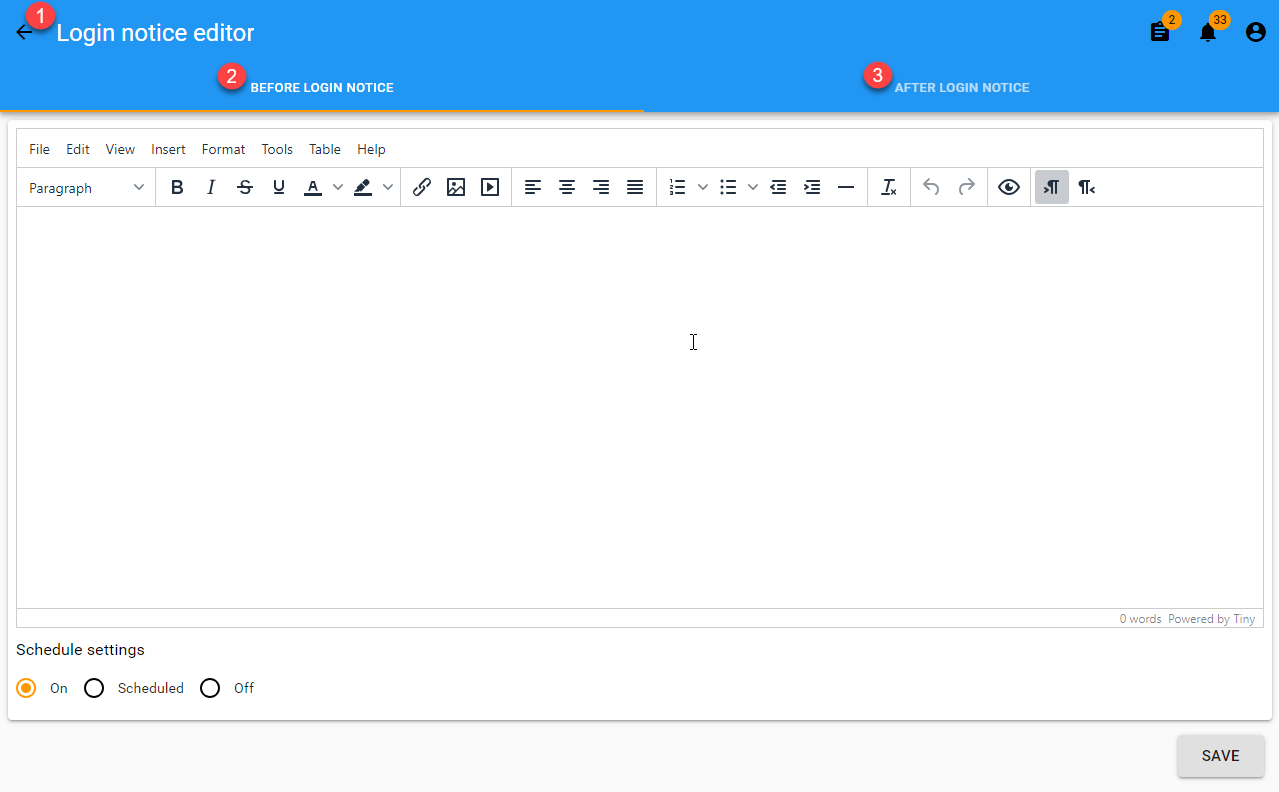 1
Login notice editor
2
33
2
BEFORE LOGIN NOTICE
3
AFTER LOGIN NOTICE
File Edit View Insert Format Tools Table Help
Paragraph
0 words Powered by Tiny
Schedule settings
On Scheduled Off
SAVE